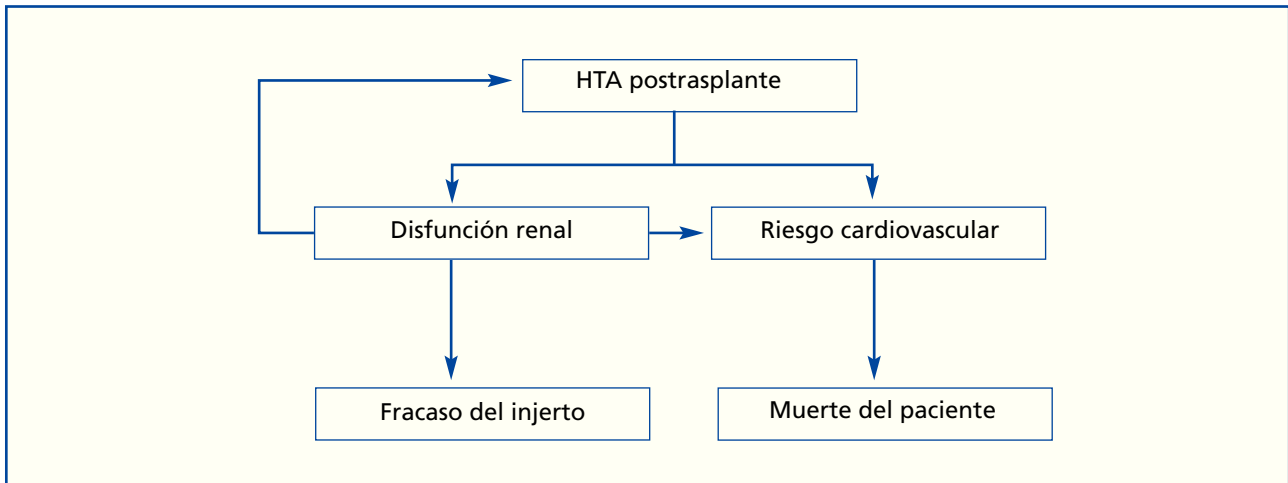 HTA postrasplante
Disfunción renal
Riesgo cardiovascular
Fracaso del injerto
Muerte del paciente